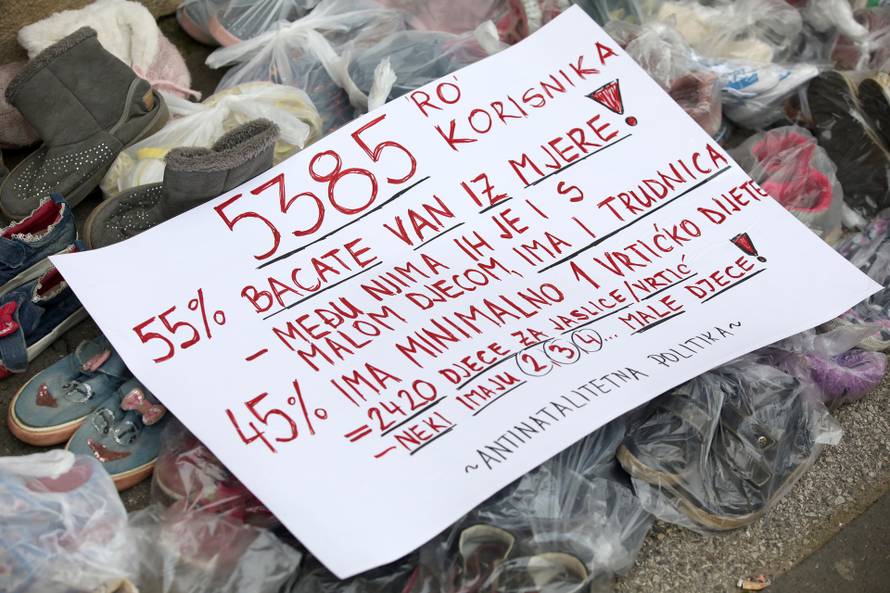 5385 'RO' KORISNIKA
55% BACATE VAN IZ MJERE!
- MEĐU NJIMA IH JE I S
MALOM DJECOM, IMA I TRUDNICA
45% IMA MINIMALNO 1 VRTIĆKO DIJETE
=2420 DJECE ZA JASLICE/VRTIĆ
- NEKI IMAJU 2,3,4... MALE DJECE!
~ANTINATALITETNA POLITIKA~